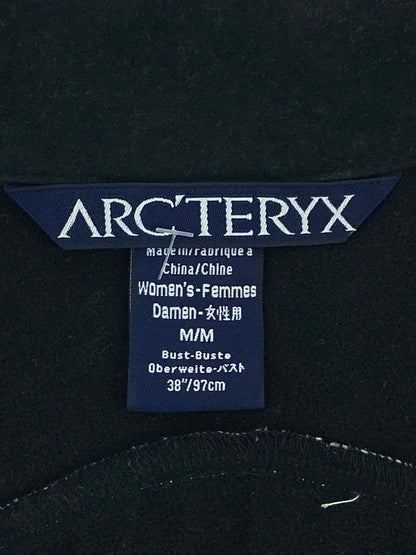 ARC'TERYX
Made in/Fabriqué à
China/Chine
Women's-Femmes
Damen-女性用
M/M
Bust-Buste
Oberweite-バスト
38"/97cm